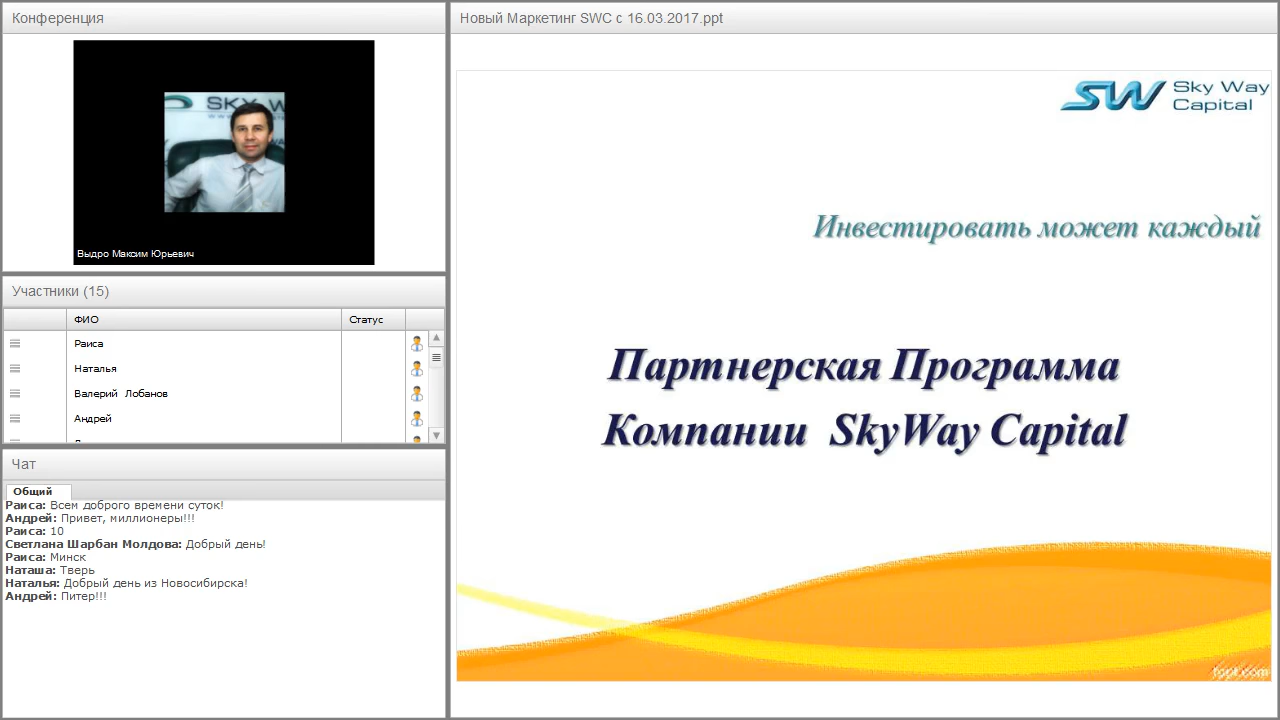 Конференция
SKY W
Выдро Максим Юрьевич
Участники (15)
ФИО
Статус
Раиса
Наталья
Валерий Лобанов
Андрей
Чат
Общий
Раиса: Всем доброго времени суток!
Андрей: Привет, миллионеры!!!
Раиса: 10
Светлана Шарбан Молдова: Добрый день!
Раиса: Минск
Наташа: Тверь
Наталья: Добрый день из Новосибирска!
Андрей: Питер!!!
Новый Маркетинг SWC с 16.03.2017.ppt
SW Sky Way
Capital
Инвестировать может каждый
Партнерская Программа
Компании SkyWay Capital